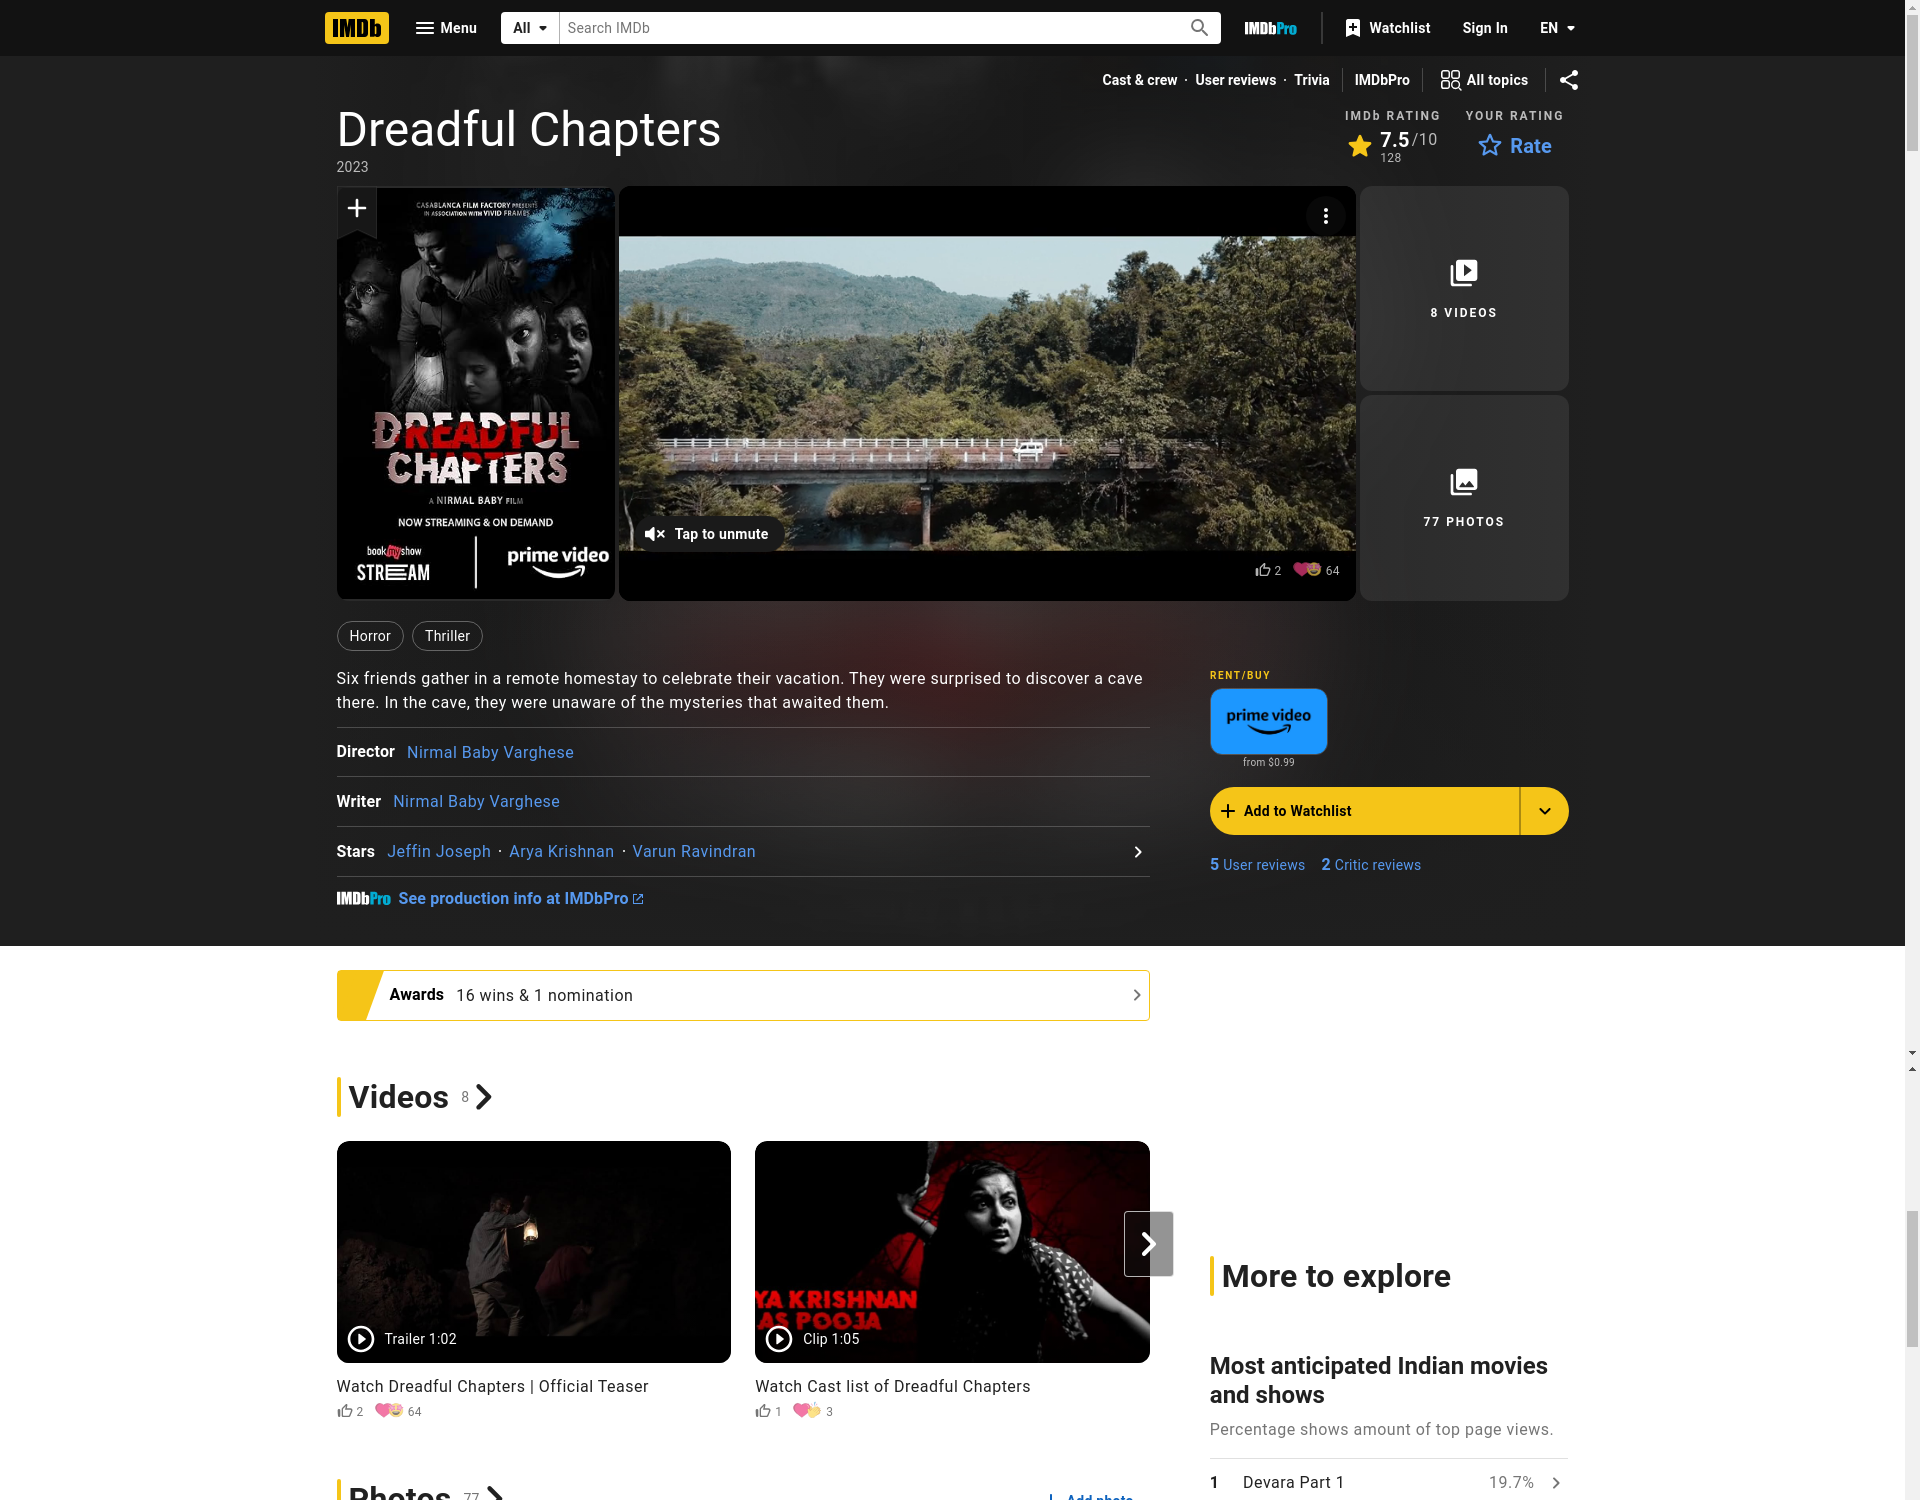 IMDb
Menu
All
Search IMDb
IMDbPro
Watchlist
Sign In
EN
Cast & crew · User reviews · Trivia
IMDbPro
All topics
Dreadful Chapters
2023
IMDb RATING
7.5/10
128
YOUR RATING
Rate
CASABLANCA FILM FACTORY PRESENTS
IN ASSOCIATION WITH VIVID FRAMES
DREADFUL
CHAPTERS
A NIRMAL BABY FILM
NOW STREAMING & ON DEMAND
bookmyshow
STREAM
prime video
Tap to unmute
2
64
8 VIDEOS
77 PHOTOS
Horror
Thriller
Six friends gather in a remote homestay to celebrate their vacation. They were surprised to discover a cave
there. In the cave, they were unaware of the mysteries that awaited them.
Director Nirmal Baby Varghese
Writer Nirmal Baby Varghese
Stars Jeffin Joseph · Arya Krishnan · Varun Ravindran
IMDbPro See production info at IMDbPro
RENT/BUY
prime video
from $0.99
Add to Watchlist
5 User reviews
2 Critic reviews
Awards 16 wins & 1 nomination
Videos 8
Trailer 1:02
Watch Dreadful Chapters | Official Teaser
2
64
YA KRISHNAN
AS POOJA
Clip 1:05
Watch Cast list of Dreadful Chapters
1
3
Photos 77
Add photo
More to explore
Most anticipated Indian movies
and shows
Percentage shows amount of top page views.
1 Devara Part 1 19.7%